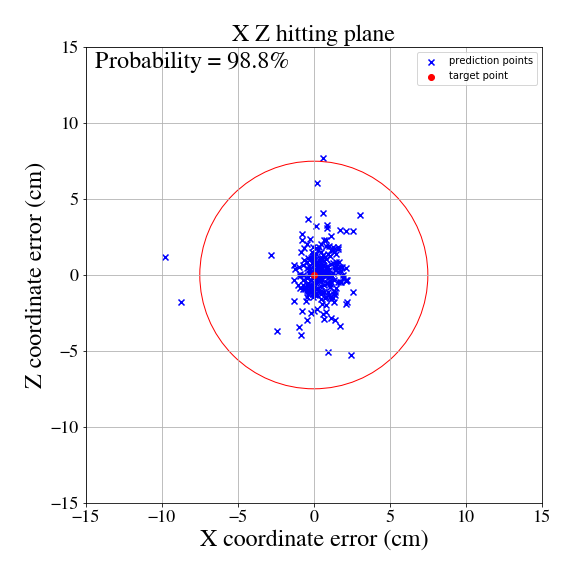 X Z hitting plane
Probability = 98.8%
prediction points
target point
15
10
5
0
−5
−10
−15
Z coordinate error (cm)
−15 −10 −5 0 5 10 15
X coordinate error (cm)